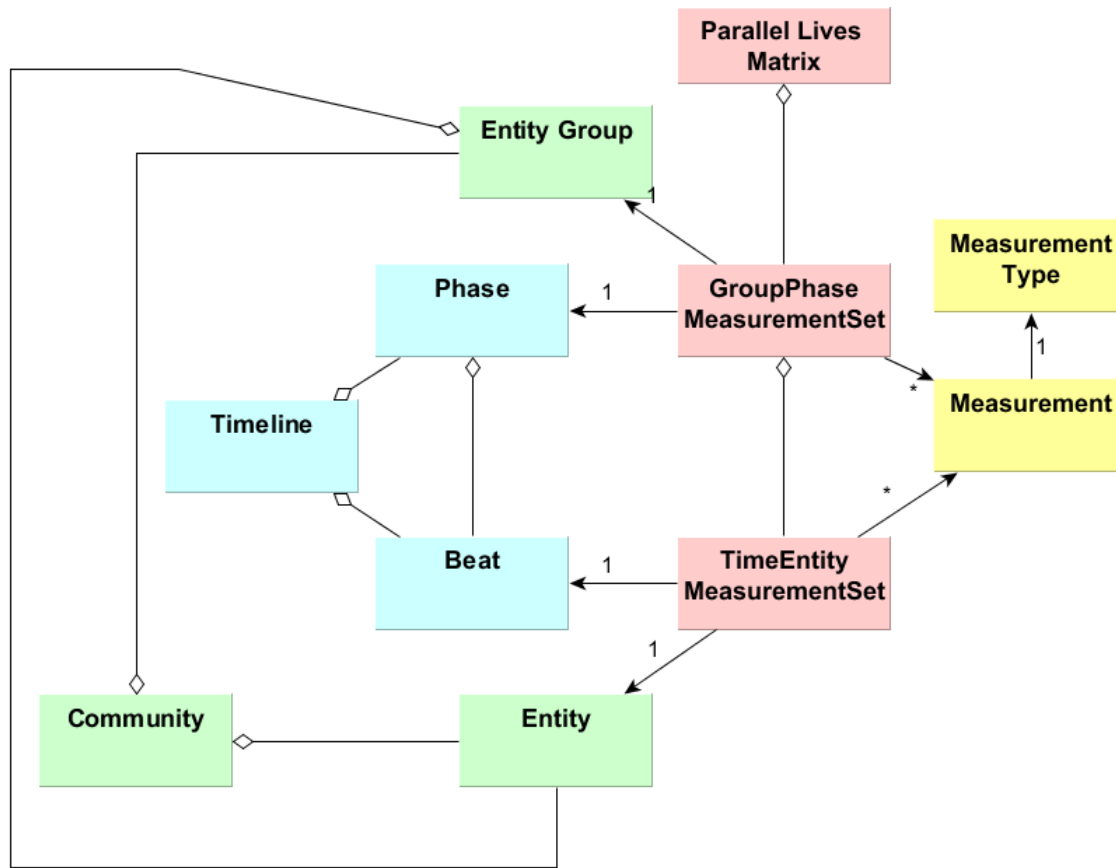 Parallel Lives
Matrix
Entity Group
1
Measurement
Type
Phase
1
GroupPhase
MeasurementSet
1
*
Measurement
Timeline
*
Beat
1
TimeEntity
MeasurementSet
1
Community
Entity